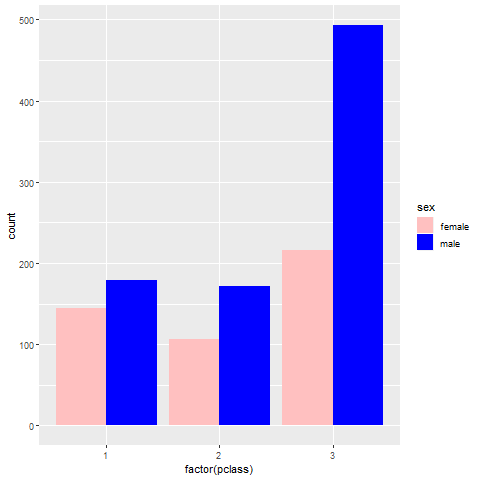 500
400
300
200
100
0
count
1 2 3
factor(pclass)
sex
female
male